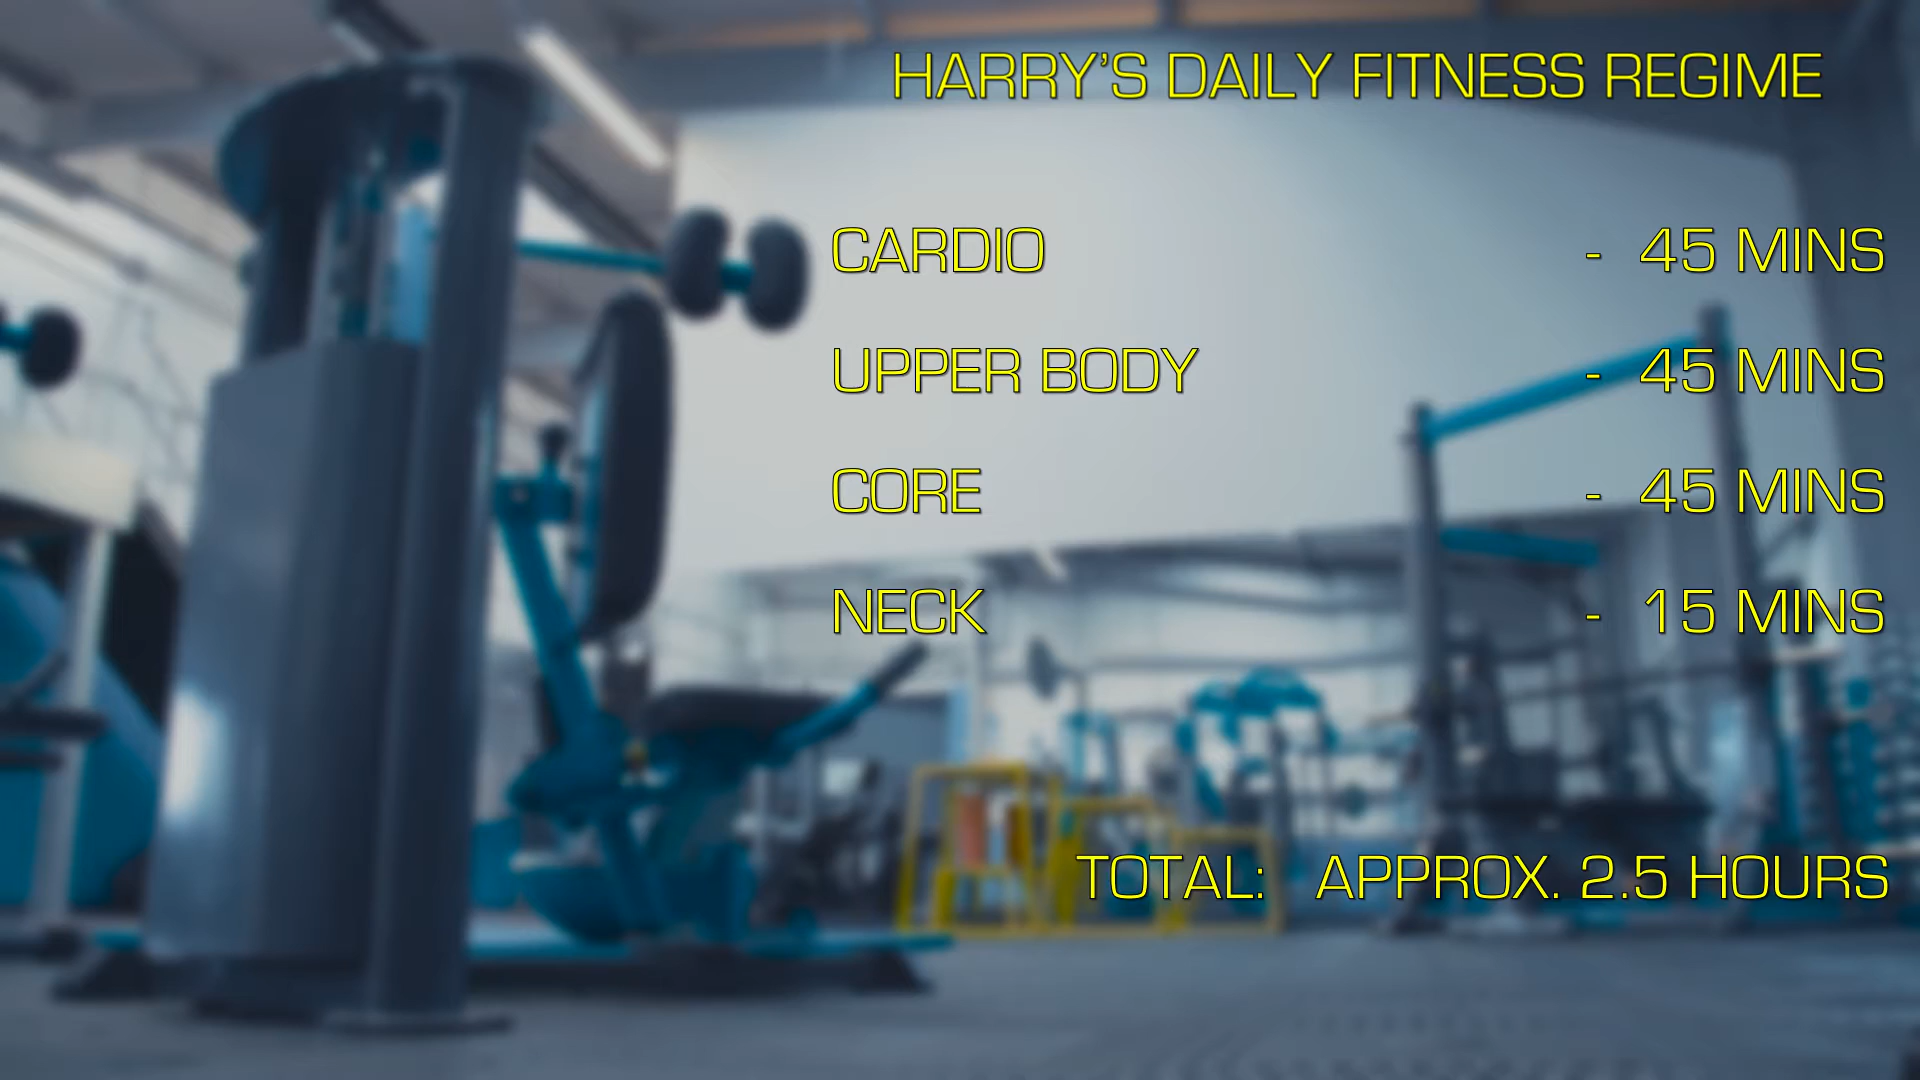 HARRY'S DAILY FITNESS REGIME
CARDIO - 45 MINS
UPPER BODY - 45 MINS
CORE - 45 MINS
NECK - 15 MINS
TOTAL: APPROX. 2.5 HOURS